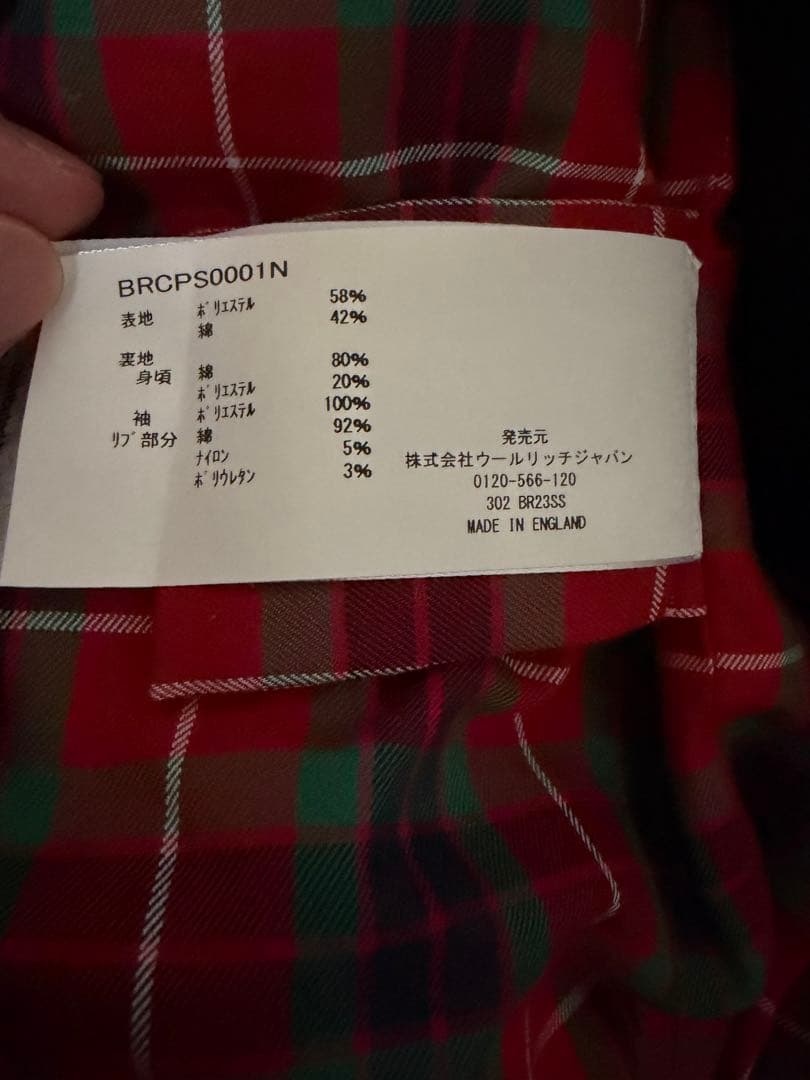 BRCPS0001N
表地 ﾎﾟﾘｴｽﾃﾙ 58%
綿 42%
裏地
身頃 綿 80%
ﾎﾟﾘｴｽﾃﾙ 20%
袖 ﾎﾟﾘｴｽﾃﾙ 100%
ﾘﾌﾞ部分 綿 92%
ﾅｲﾛﾝ 5%
ﾎﾟﾘｳﾚﾀﾝ 3%
発売元
株式会社ウールリッチジャパン
0120-566-120
302 BR23SS
MADE IN ENGLAND